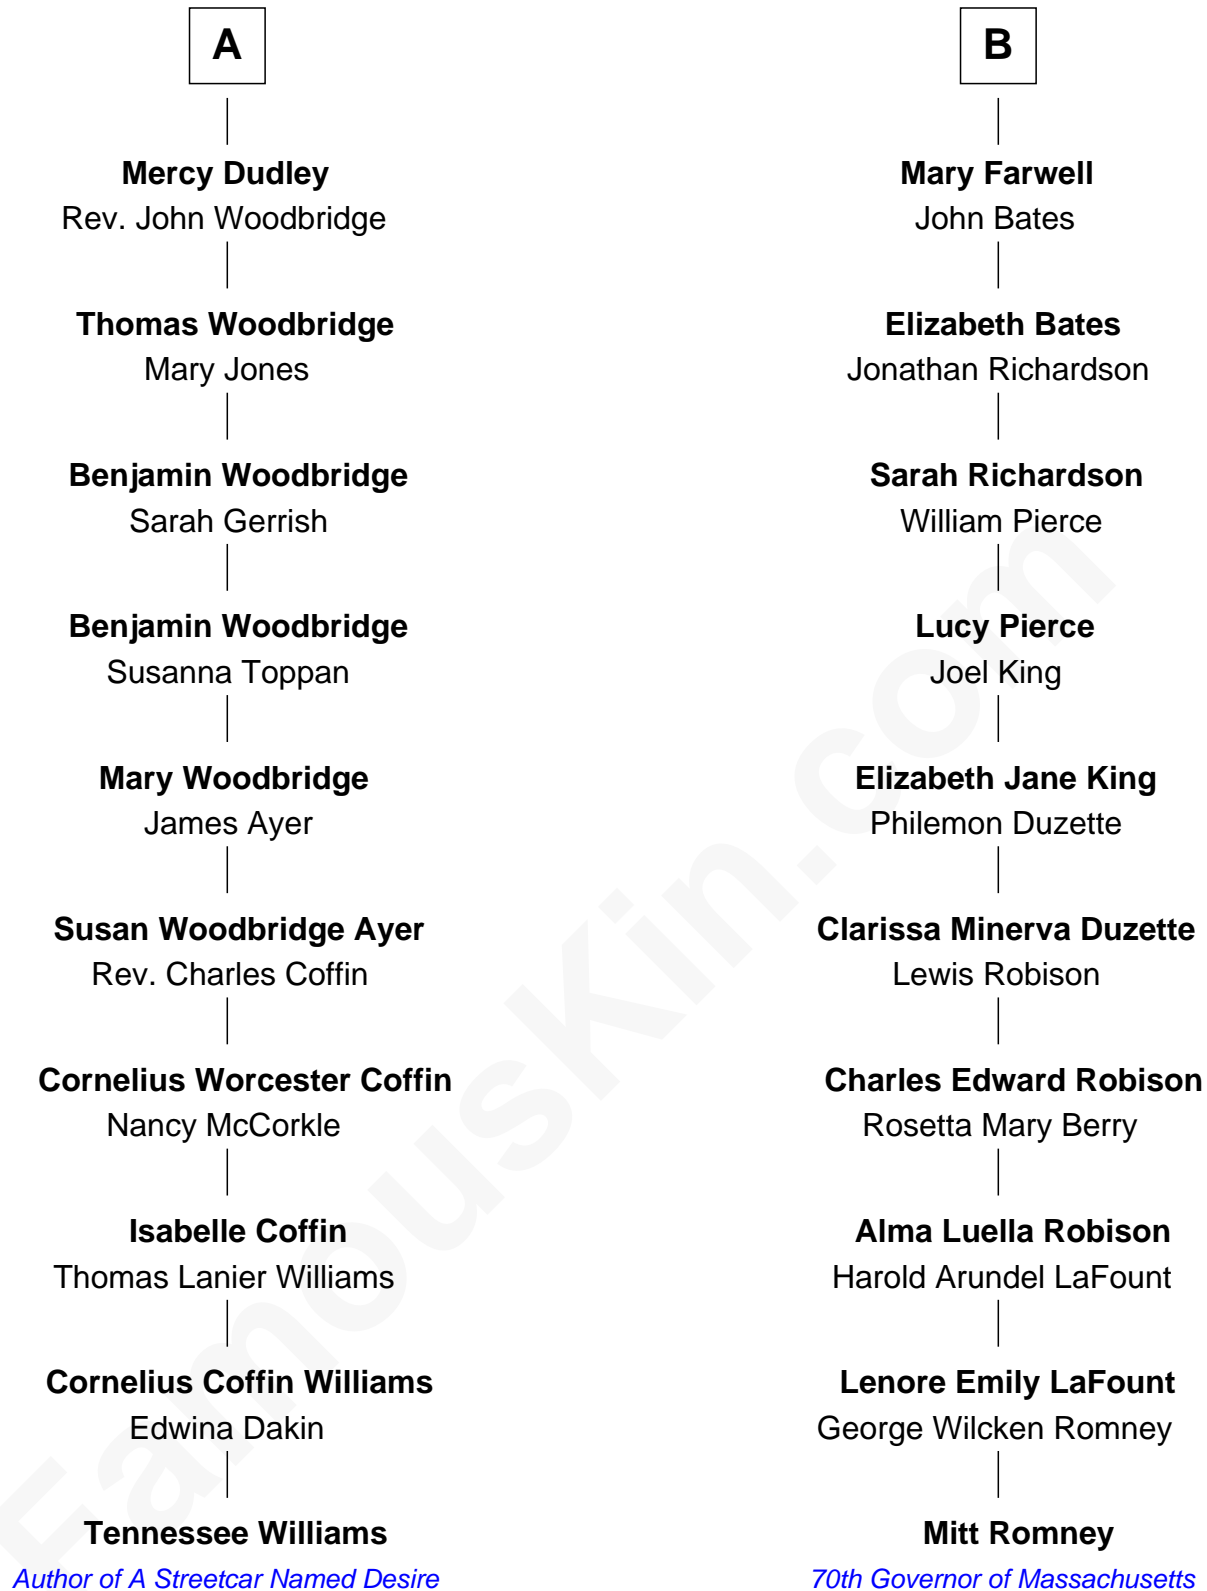 A
Mercy Dudley
Rev. John Woodbridge
Thomas Woodbridge
Mary Jones
Benjamin Woodbridge
Sarah Gerrish
Benjamin Woodbridge
Susanna Toppan
Mary Woodbridge
James Ayer
Susan Woodbridge Ayer
Rev. Charles Coffin
Cornelius Worcester Coffin
Nancy McCorkle
Isabelle Coffin
Thomas Lanier Williams
Cornelius Coffin Williams
Edwina Dakin
Tennessee Williams
Author of A Streetcar Named Desire
B
Mary Farwell
John Bates
Elizabeth Bates
Jonathan Richardson
Sarah Richardson
William Pierce
Lucy Pierce
Joel King
Elizabeth Jane King
Philemon Duzette
Clarissa Minerva Duzette
Lewis Robison
Charles Edward Robison
Rosetta Mary Berry
Alma Luella Robison
Harold Arundel LaFount
Lenore Emily LaFount
George Wilcken Romney
Mitt Romney
70th Governor of Massachusetts
FamousKin.com